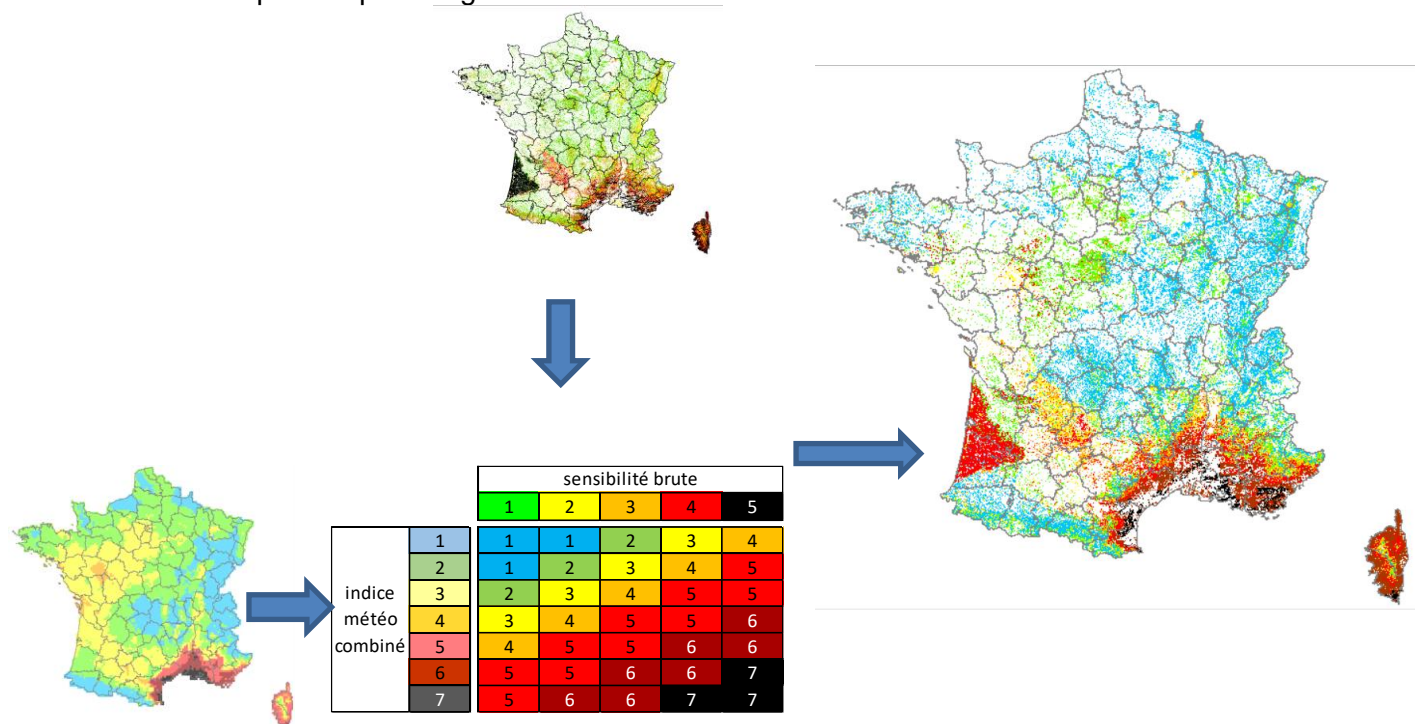 sensibilité brute
1 2 3 4 5
indice météo combiné
1 1 1 2 3 4
2 1 2 3 4 5
3 2 3 4 5 5
4 3 4 5 5 6
5 4 5 5 6 6
6 5 5 6 6 7
7 5 6 6 7 7